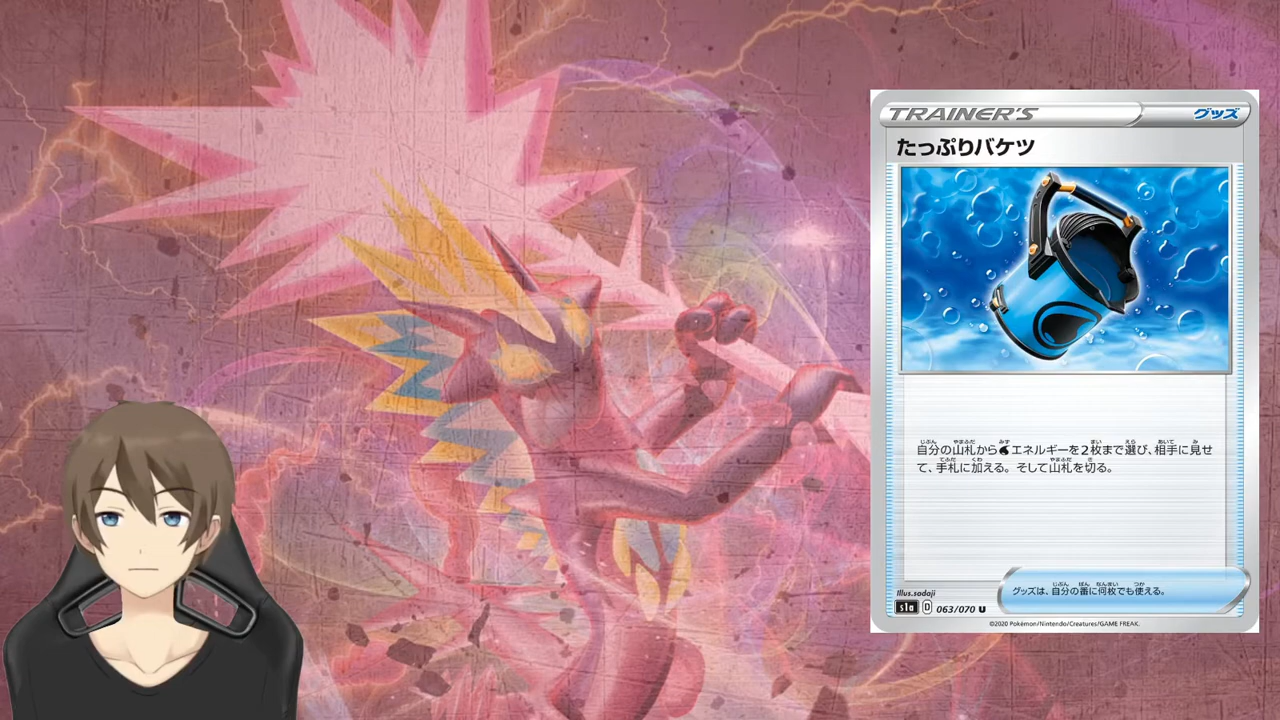 TRAINER'S グッズ
たっぷりバケツ
自分の山札からエネルギーを2枚まで選び、相手に見せ
て、手札に加える。そして山札を切る。
グッズは、自分の番に何枚でも使える。
Illus.sadaji
s1a D 063/070 U
©2020 Pokémon/Nintendo/Creatures/GAME FREAK.